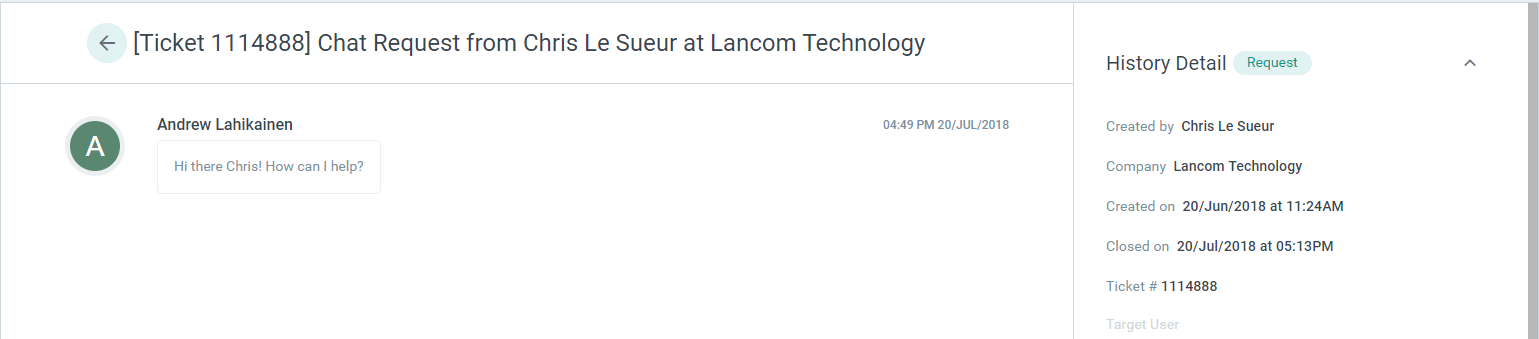 [Ticket 1114888] Chat Request from Chris Le Sueur at Lancom Technology
A
Andrew Lahikainen
04:49 PM 20/JUL/2018
Hi there Chris! How can I help?
History Detail Request
Created by Chris Le Sueur
Company Lancom Technology
Created on 20/Jun/2018 at 11:24AM
Closed on 20/Jul/2018 at 05:13PM
Ticket # 1114888
Target User